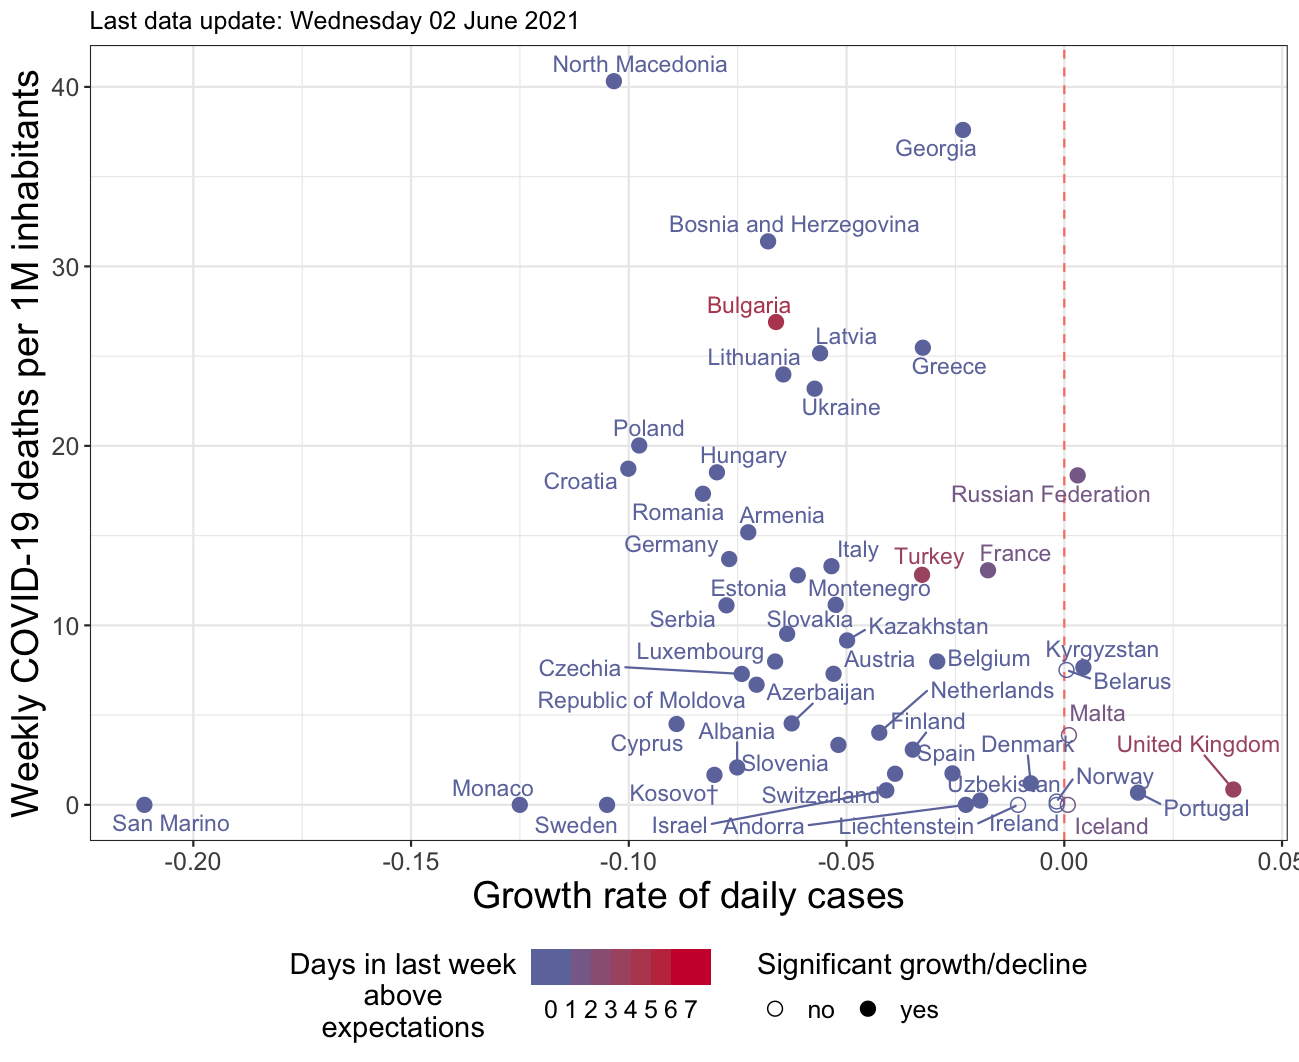 Last data update: Wednesday 02 June 2021
Weekly COVID-19 deaths per 1M inhabitants
40
30
20
10
0
North Macedonia
Georgia
Bosnia and Herzegovina
Bulgaria
Latvia
Lithuania
Greece
Ukraine
Poland
Hungary
Croatia
Russian Federation
Romania
Armenia
Germany
Italy
Turkey
France
Estonia
Montenegro
Serbia
Slovakia
Kazakhstan
Luxembourg
Czechia
Austria
Belgium
Kyrgyzstan
Belarus
Republic of Moldova
Azerbaijan
Netherlands
Malta
Cyprus
Albania
Finland
Denmark
United Kingdom
Slovenia
Spain
Monaco
Kosovo†
Switzerland
Uzbekistan
Norway
Portugal
San Marino
Sweden
Israel
Andorra
Liechtenstein
Ireland
Iceland
-0.20
-0.15
-0.10
-0.05
0.00
0.05
Growth rate of daily cases
Days in last week
above
expectations
0 1 2 3 4 5 6 7
Significant growth/decline
no
yes